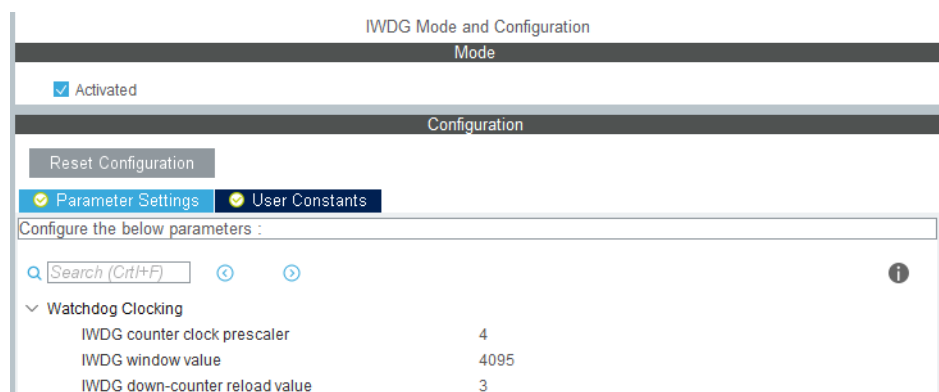 IWDG Mode and Configuration
Mode
Activated
Configuration
Reset Configuration
Parameter Settings User Constants
Configure the below parameters :
Search (Crtl+F)
Watchdog Clocking
IWDG counter clock prescaler 4
IWDG window value 4095
IWDG down-counter reload value 3